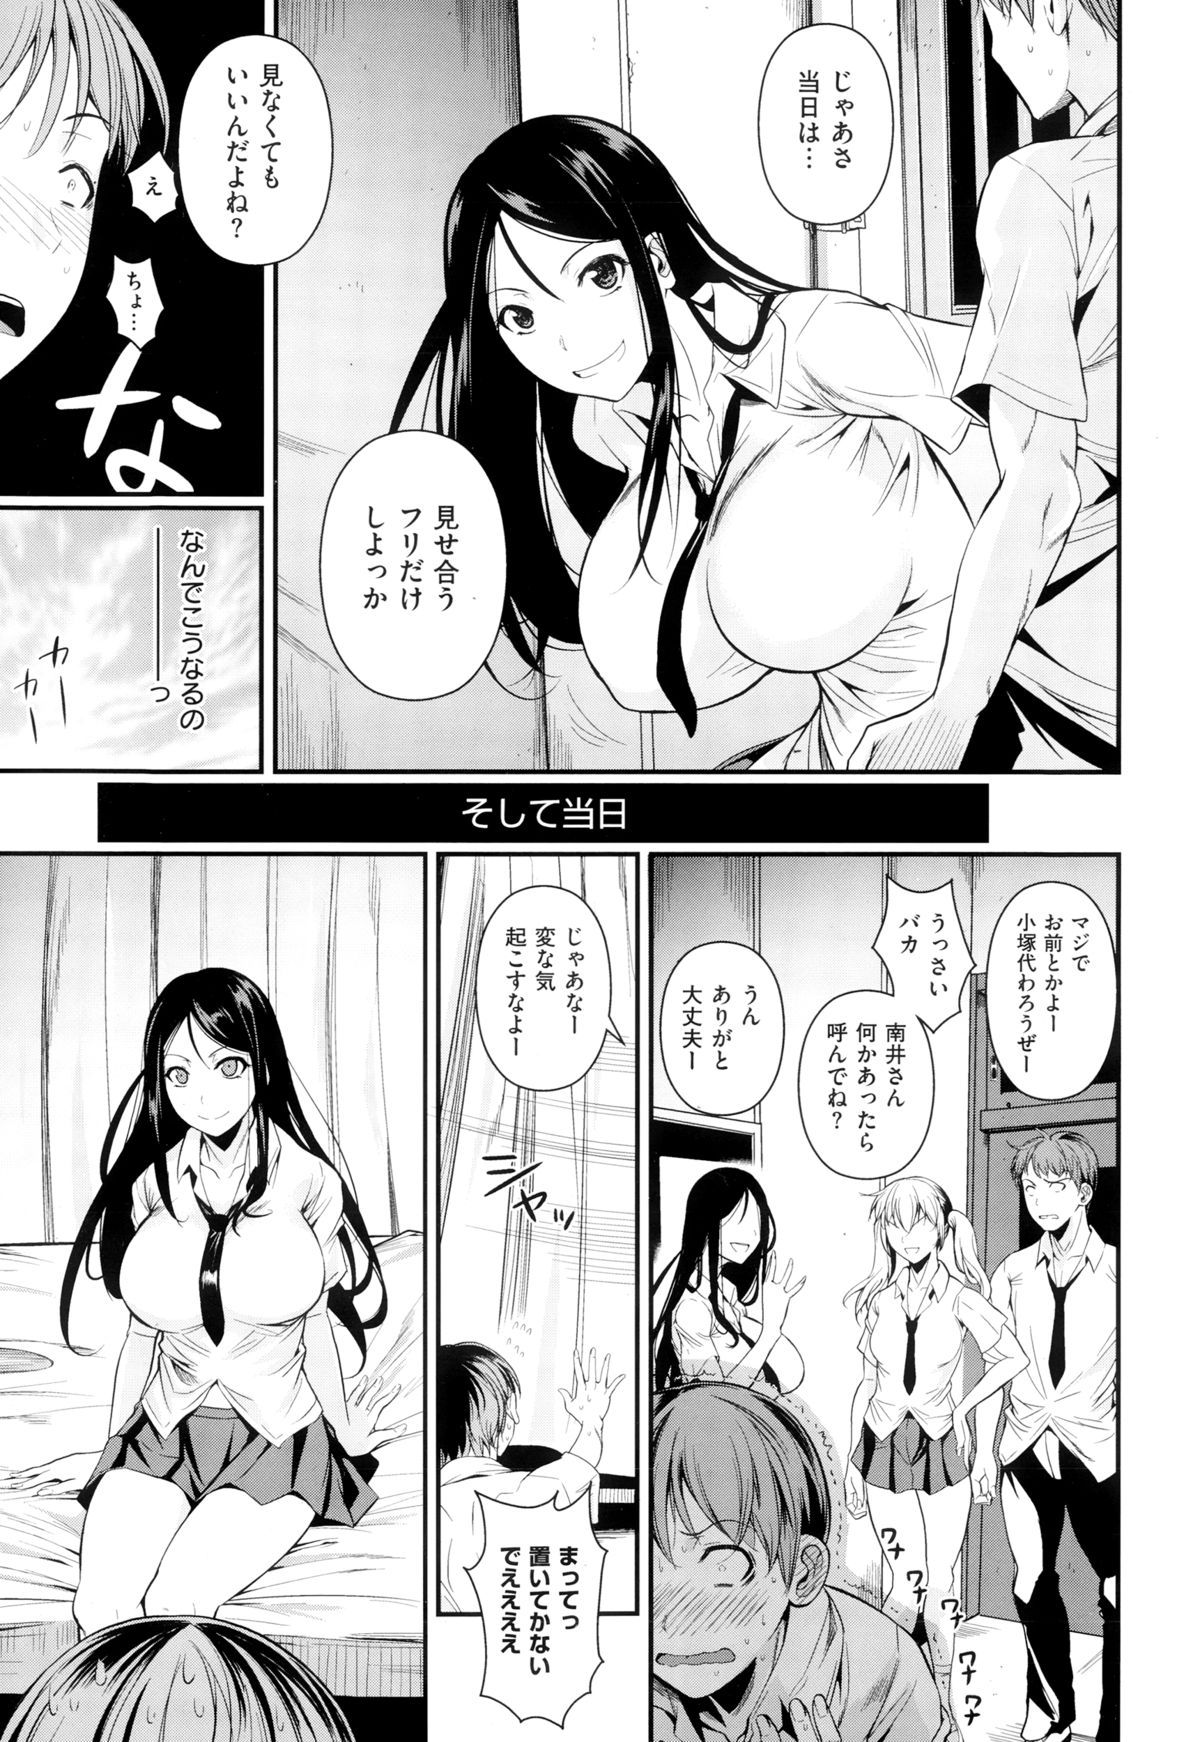 じゃあさ
当日は…
見せ合う
フリだけ
しよっか
見なくても
いいんだよね？
え
ちょ…
な
なんでこうなるの
――っ
カー
カー
そして当日
マジで
お前とかよー
小塚代わろうぜー
うっさい
バカ
南井さん
何かあったら
呼んでね？
うん
ありがと
大丈夫ー
ワナ
ワナ
ワナ
ワナ
じゃあなー
変な気
起こすなよー
シャッ
まってっ
置いてかない
でえええぇ